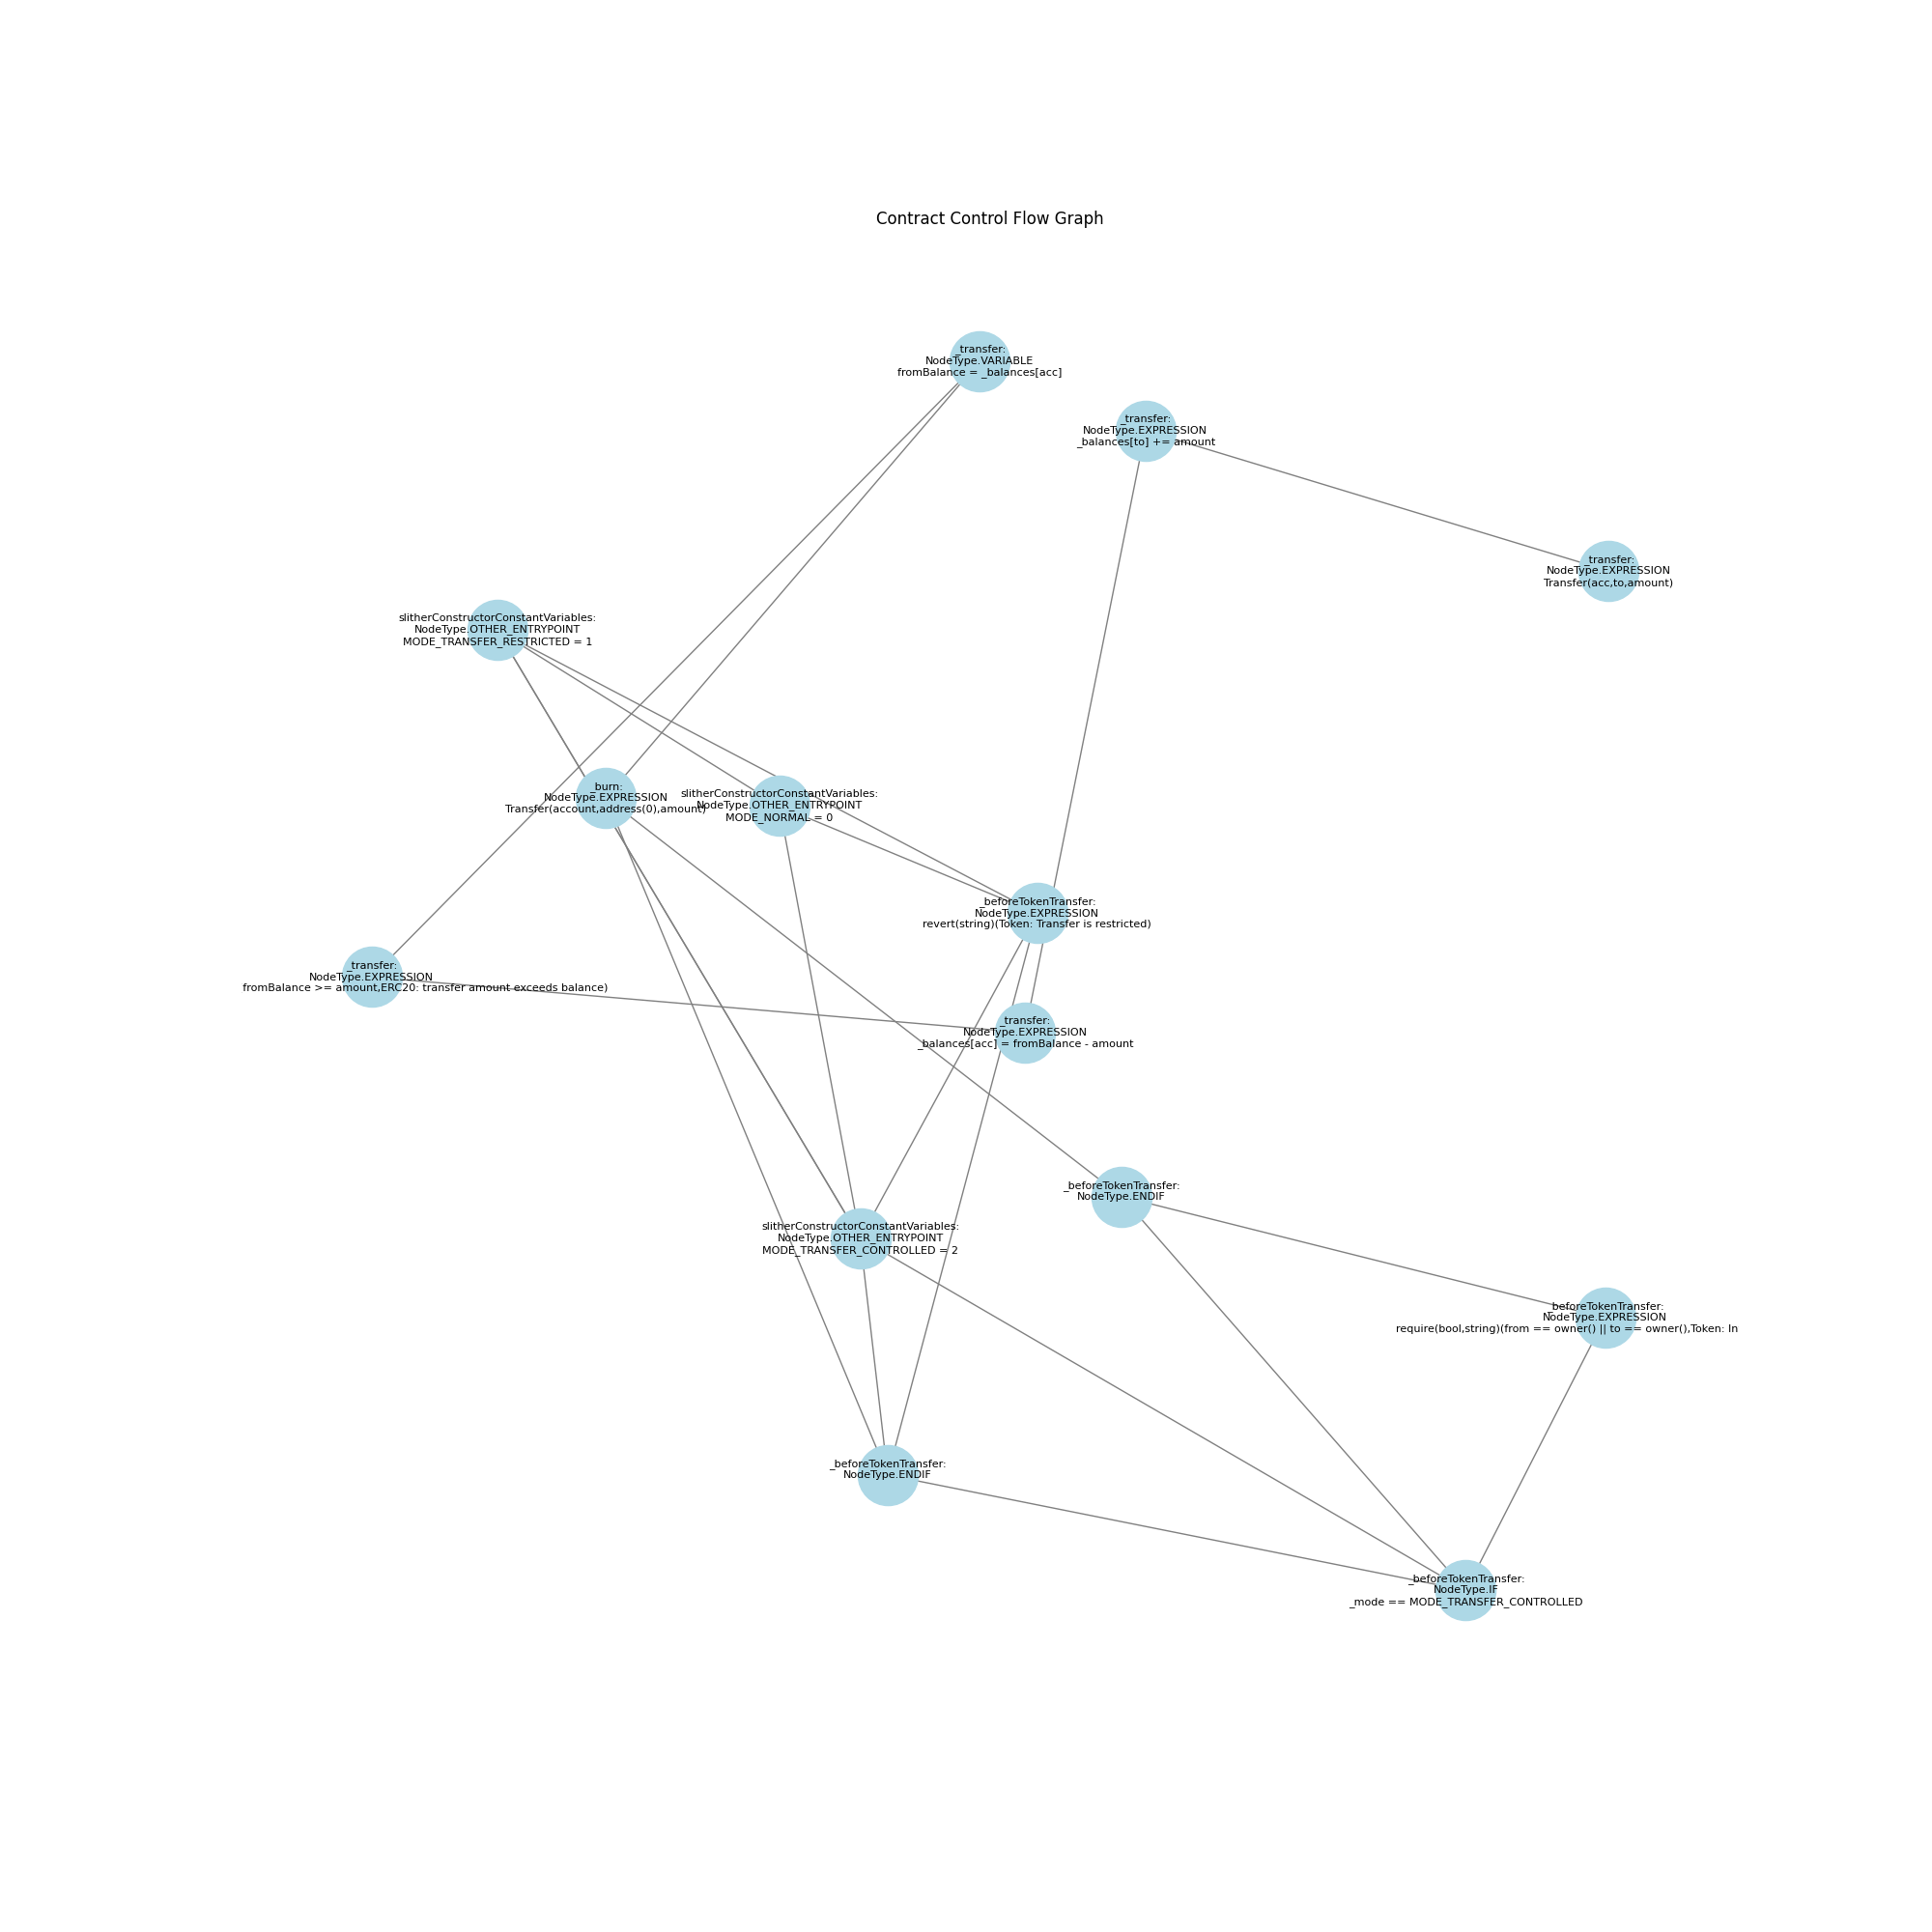 Contract Control Flow Graph
_transfer:
NodeType.VARIABLE
fromBalance = _balances[acc]
_transfer:
NodeType.EXPRESSION
_balances[to] += amount
_transfer:
NodeType.EXPRESSION
Transfer(acc,to,amount)
slitherConstructorConstantVariables:
NodeType.OTHER_ENTRYPOINT
MODE_TRANSFER_RESTRICTED = 1
_burn:
NodeType.EXPRESSION
Transfer(account,address(0),amount)
slitherConstructorConstantVariables:
NodeType.OTHER_ENTRYPOINT
MODE_NORMAL = 0
_beforeTokenTransfer:
NodeType.EXPRESSION
revert(string)(Token: Transfer is restricted)
_transfer:
NodeType.EXPRESSION
fromBalance >= amount,ERC20: transfer amount exceeds balance)
_transfer:
NodeType.EXPRESSION
_balances[acc] = fromBalance - amount
_beforeTokenTransfer:
NodeType.ENDIF
slitherConstructorConstantVariables:
NodeType.OTHER_ENTRYPOINT
MODE_TRANSFER_CONTROLLED = 2
_beforeTokenTransfer:
NodeType.EXPRESSION
require(bool,string)(from == owner() || to == owner(),Token: In
_beforeTokenTransfer:
NodeType.ENDIF
_beforeTokenTransfer:
NodeType.IF
_mode == MODE_TRANSFER_CONTROLLED